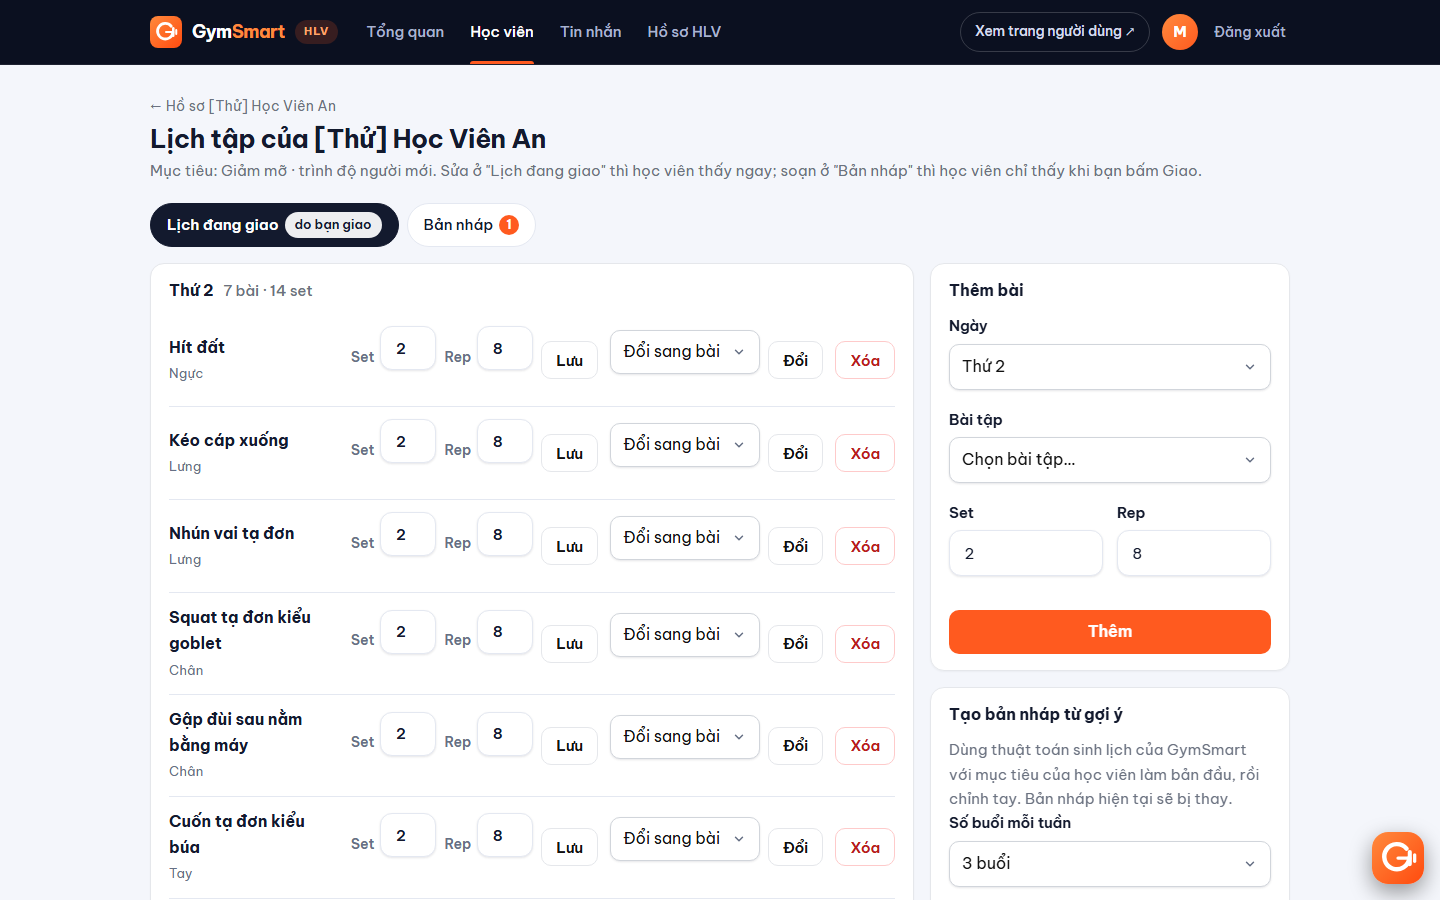 GymSmart HLV Tổng quan Học viên Tin nhắn Hồ sơ HLV Xem trang người dùng ↗ M Đăng xuất
← Hồ sơ [Thử] Học Viên An
Lịch tập của [Thử] Học Viên An
Mục tiêu: Giảm mỡ · trình độ người mới. Sửa ở "Lịch đang giao" thì học viên thấy ngay; soạn ở "Bản nháp" thì học viên chỉ thấy khi bạn bấm Giao.
Lịch đang giao do bạn giao Bản nháp 1
Thứ 2 7 bài · 14 set
Hít đất
Ngực
Set 2 Rep 8 Lưu Đổi sang bài Đổi Xóa
Kéo cáp xuống
Lưng
Set 2 Rep 8 Lưu Đổi sang bài Đổi Xóa
Nhún vai tạ đơn
Lưng
Set 2 Rep 8 Lưu Đổi sang bài Đổi Xóa
Squat tạ đơn kiểu
goblet
Chân
Set 2 Rep 8 Lưu Đổi sang bài Đổi Xóa
Gập đùi sau nằm
bằng máy
Chân
Set 2 Rep 8 Lưu Đổi sang bài Đổi Xóa
Cuốn tạ đơn kiểu
búa
Tay
Set 2 Rep 8 Lưu Đổi sang bài Đổi Xóa
Thêm bài
Ngày
Thứ 2
Bài tập
Chọn bài tập...
Set Rep
2 8
Thêm
Tạo bản nháp từ gợi ý
Dùng thuật toán sinh lịch của GymSmart
với mục tiêu của học viên làm bản đầu, rồi
chỉnh tay. Bản nháp hiện tại sẽ bị thay.
Số buổi mỗi tuần
3 buổi